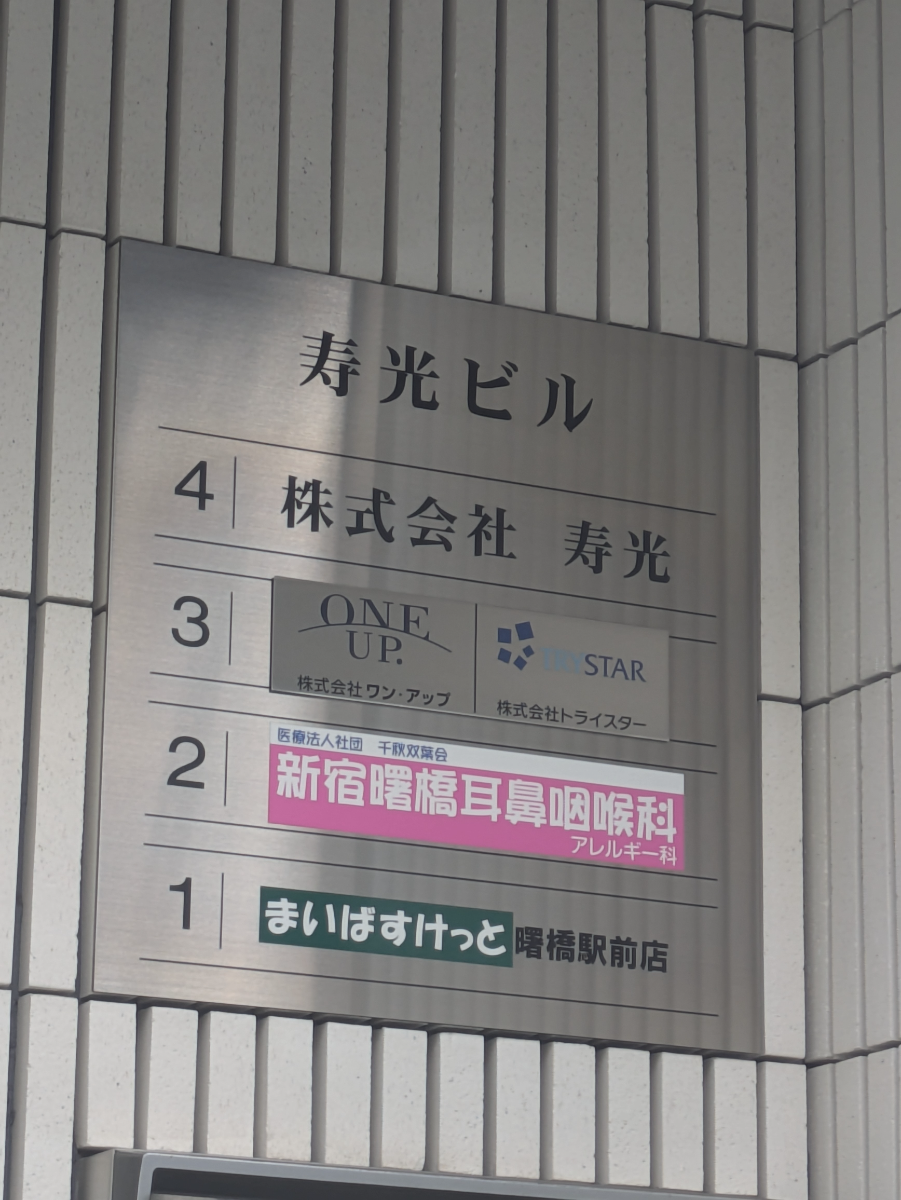 寿光ビル
4 株式会社 寿光
3 ONE UP. TRYSTAR
株式会社ワン・アップ 株式会社トライスター
医療法人社団 千秋双葉会
2 新宿曙橋耳鼻咽喉科
アレルギー科
1 まいばすけっと曙橋駅前店